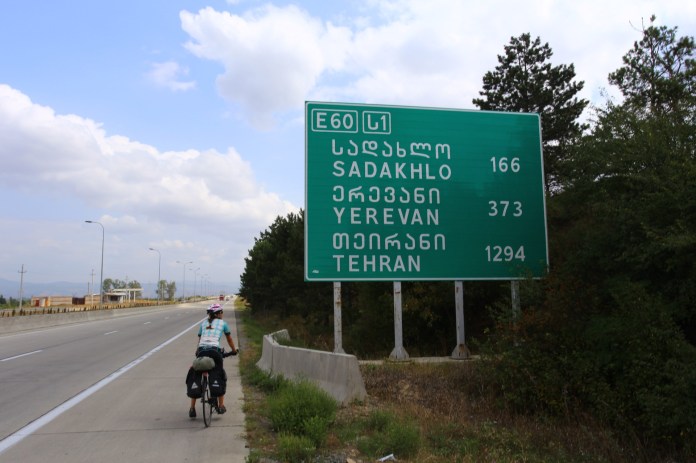 E60 ს1
სადახლო
SADAKHLO 166
ერევანი
YEREVAN 373
თეირანი
TEHRAN 1294